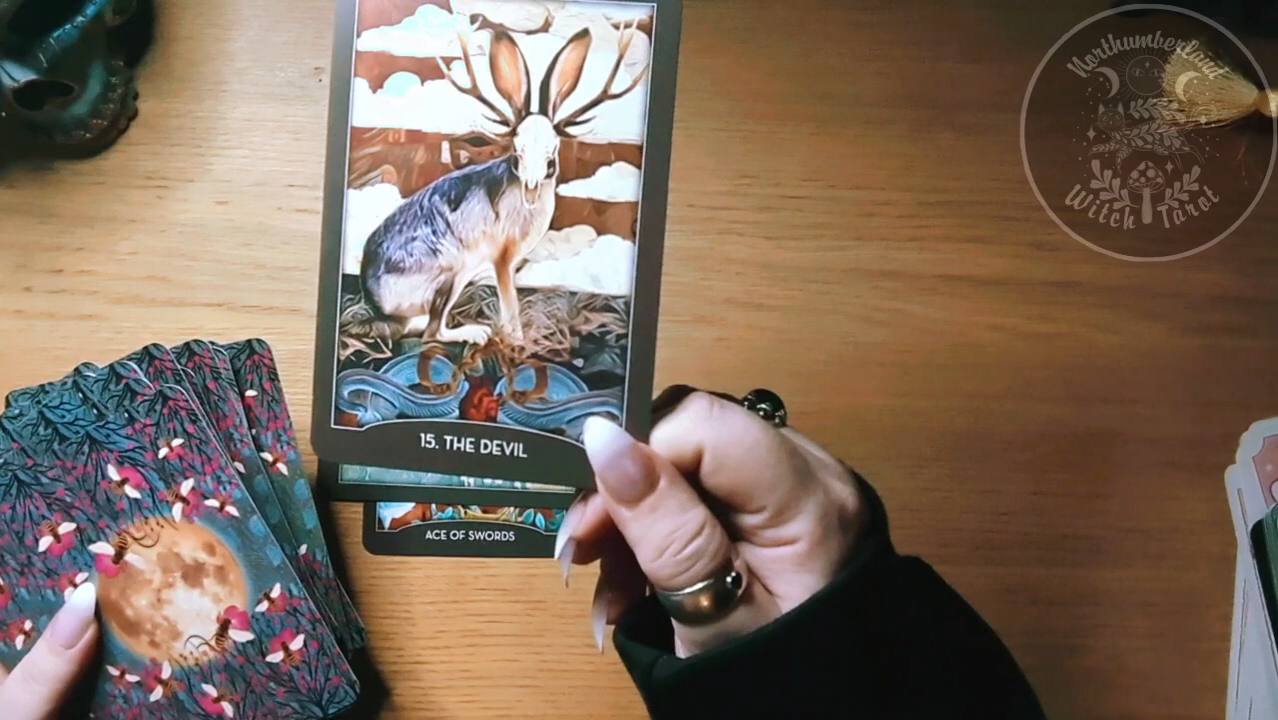 Northumberland
Witch Tarot
15. THE DEVIL
ACE OF SWORDS